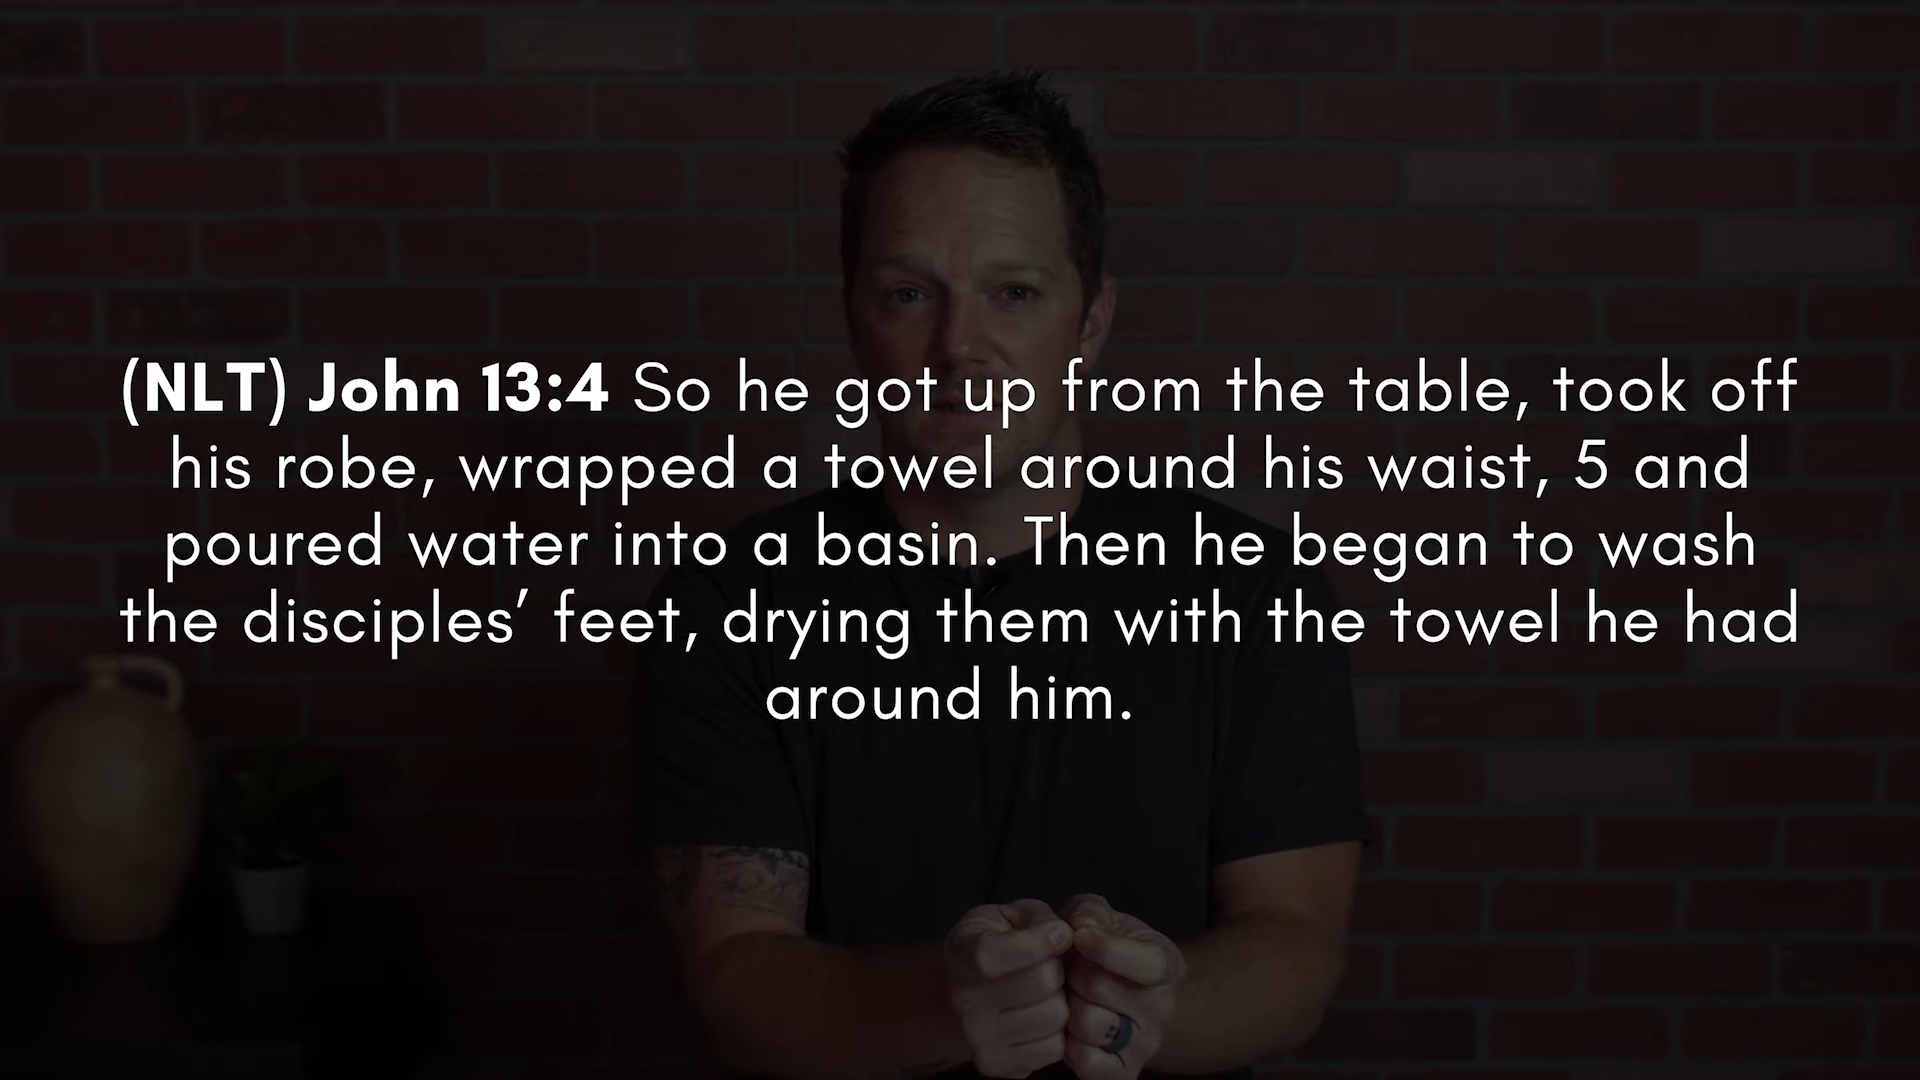 (NLT) John 13:4 So he got up from the table, took off
his robe, wrapped a towel around his waist, 5 and
poured water into a basin. Then he began to wash
the disciples’ feet, drying them with the towel he had
around him.